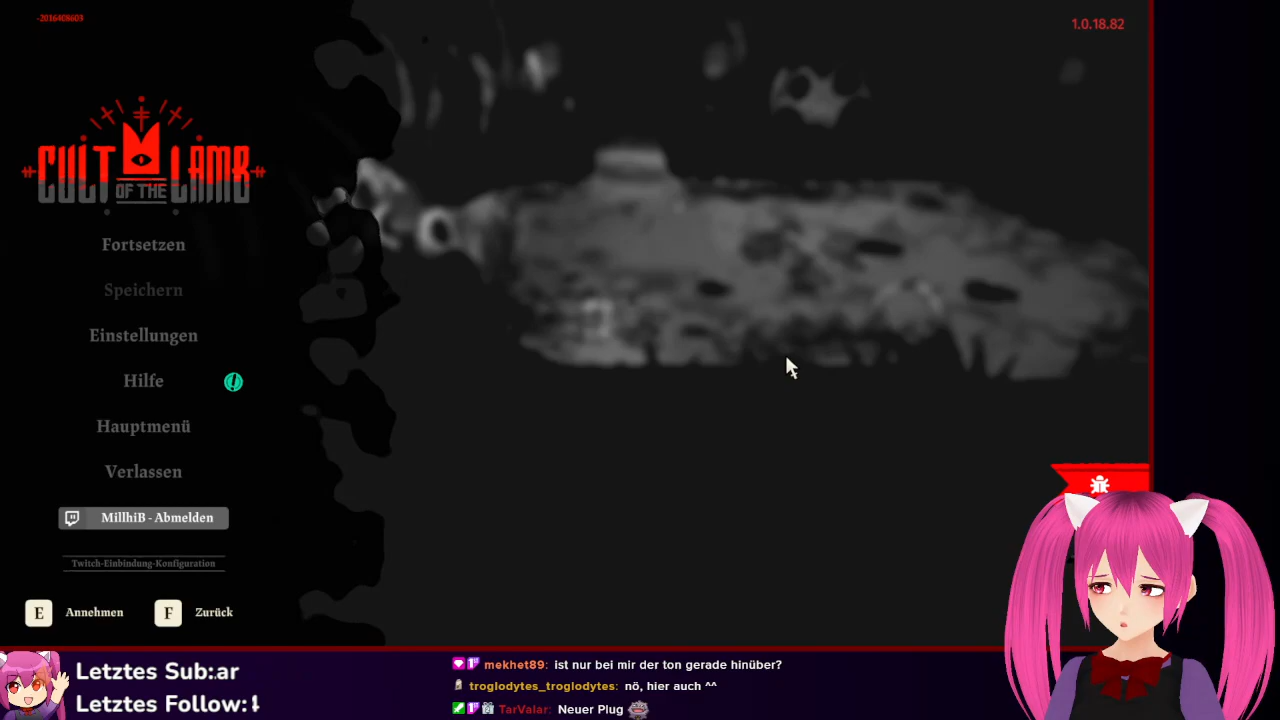 -2016408603
1.0.18.82
CULT OF THE LAMB
Fortsetzen
Speichern
Einstellungen
Hilfe
Hauptmenü
Verlassen
MillhiB - Abmelden
Twitch-Einbindung-Konfiguration
E Annehmen F Zurück
Letztes Sub:ar
Letztes Follow:
mekhet89: ist nur bei mir der ton gerade hinüber?
troglodytes_troglodytes: nö, hier auch ^^
TarValar: Neuer Plug